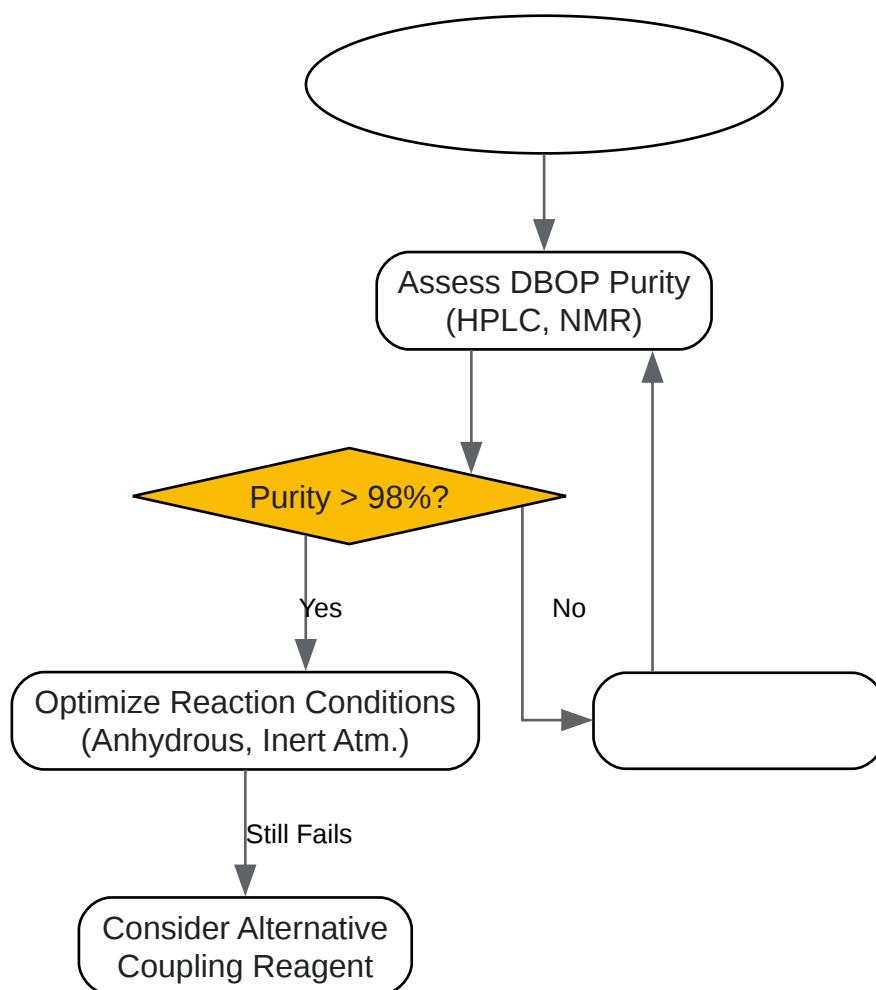 Assess DBOP Purity
(HPLC, NMR)
Purity > 98%?
Yes
No
Optimize Reaction Conditions
(Anhydrous, Inert Atm.)
Still Fails
Consider Alternative
Coupling Reagent